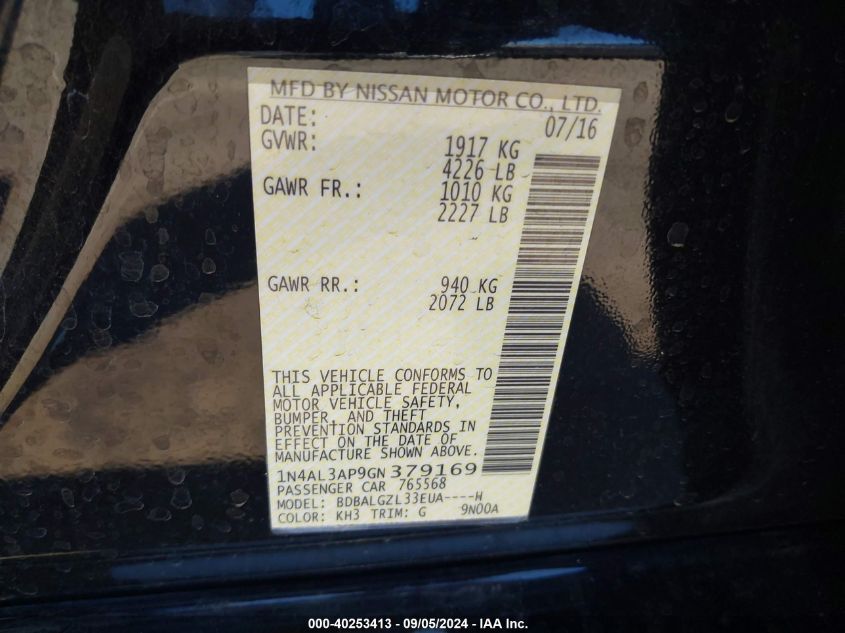 MFD BY NISSAN MOTOR CO., LTD.
DATE: 07/16
GVWR: 1917 KG
4226 LB
GAWR FR.: 1010 KG
2227 LB
GAWR RR.: 940 KG
2072 LB
THIS VEHICLE CONFORMS TO
ALL APPLICABLE FEDERAL
MOTOR VEHICLE SAFETY,
BUMPER, AND THEFT
PREVENTION STANDARDS IN
EFFECT ON THE DATE OF
MANUFACTURE SHOWN ABOVE.
1N4AL3AP9GN 379169
PASSENGER CAR 765568
MODEL: BDBALGZL33EUA----H
COLOR: KH3 TRIM: G 9N00A
000-40253413 - 09/05/2024 - IAA Inc.